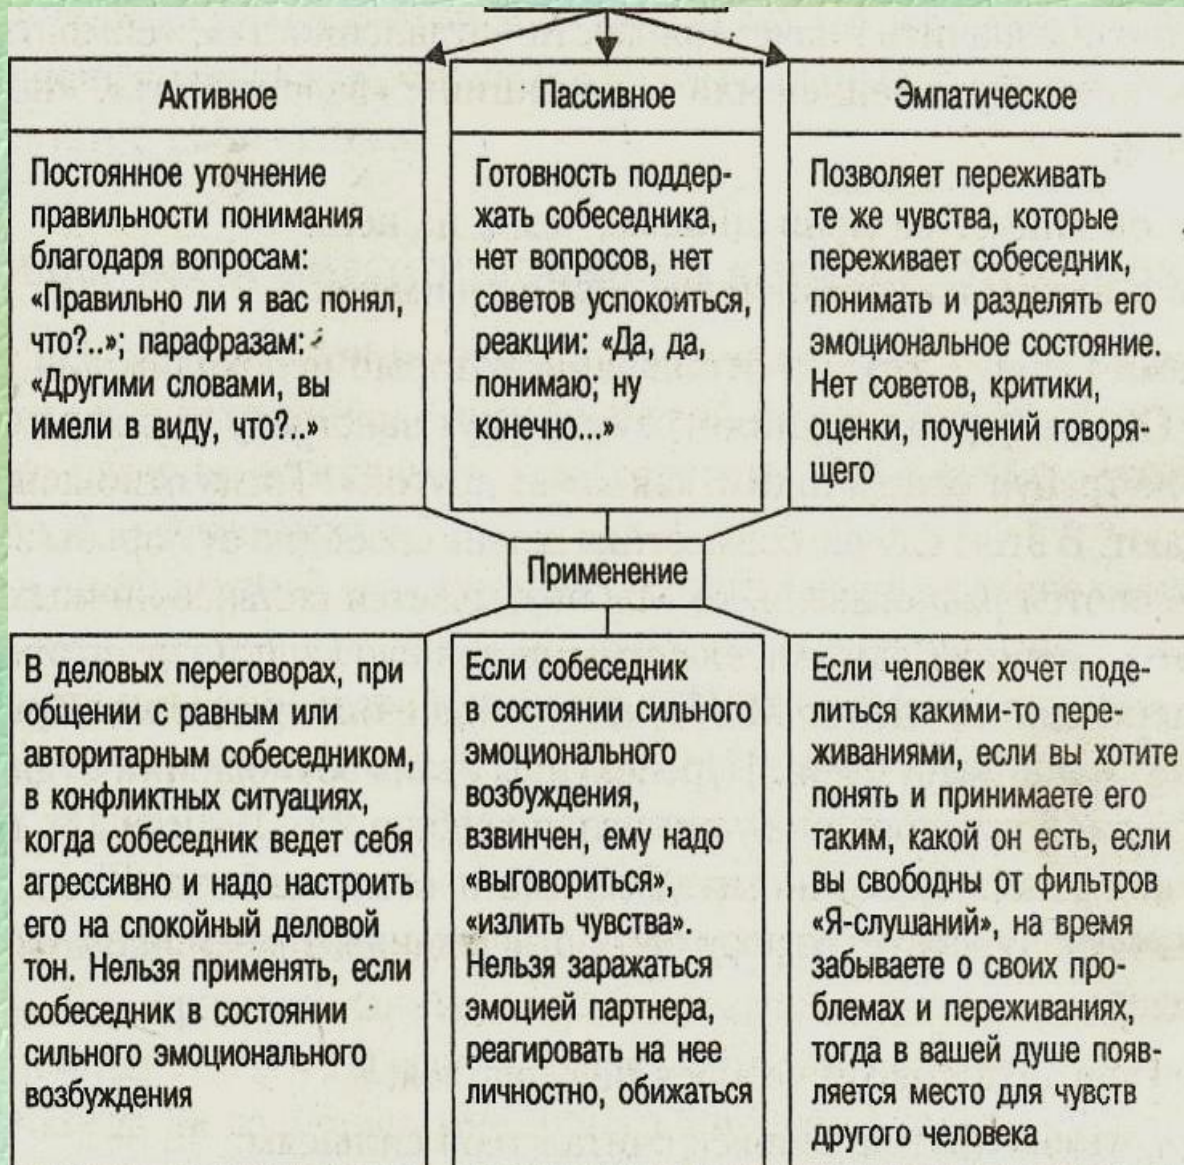 Активное
Постоянное уточнение
правильности понимания
благодаря вопросам:
«Правильно ли я вас понял,
что?..»; парафразам:
«Другими словами, вы
имели в виду, что?..»
Пассивное
Готовность поддер-
жать собеседника,
нет вопросов, нет
советов успокоиться,
реакции: «Да, да,
понимаю; ну
конечно...»
Эмпатическое
Позволяет переживать
те же чувства, которые
переживает собеседник,
понимать и разделять его
эмоциональное состояние.
Нет советов, критики,
оценки, поучений говоря-
щего
Применение
В деловых переговорах, при
общении с равным или
авторитарным собеседником,
в конфликтных ситуациях,
когда собеседник ведет себя
агрессивно и надо настроить
его на спокойный деловой
тон. Нельзя применять, если
собеседник в состоянии
сильного эмоционального
возбуждения
Если собеседник
в состоянии сильного
эмоционального
возбуждения,
взвинчен, ему надо
«выговориться»,
«излить чувства».
Нельзя заражаться
эмоцией партнера,
реагировать на нее
личностно, обижаться
Если человек хочет поде-
литься какими-то пере-
живаниями, если вы хотите
понять и принимаете его
таким, какой он есть, если
вы свободны от фильтров
«Я-слушаний», на время
забываете о своих про-
блемах и переживаниях,
тогда в вашей душе появ-
ляется место для чувств
другого человека